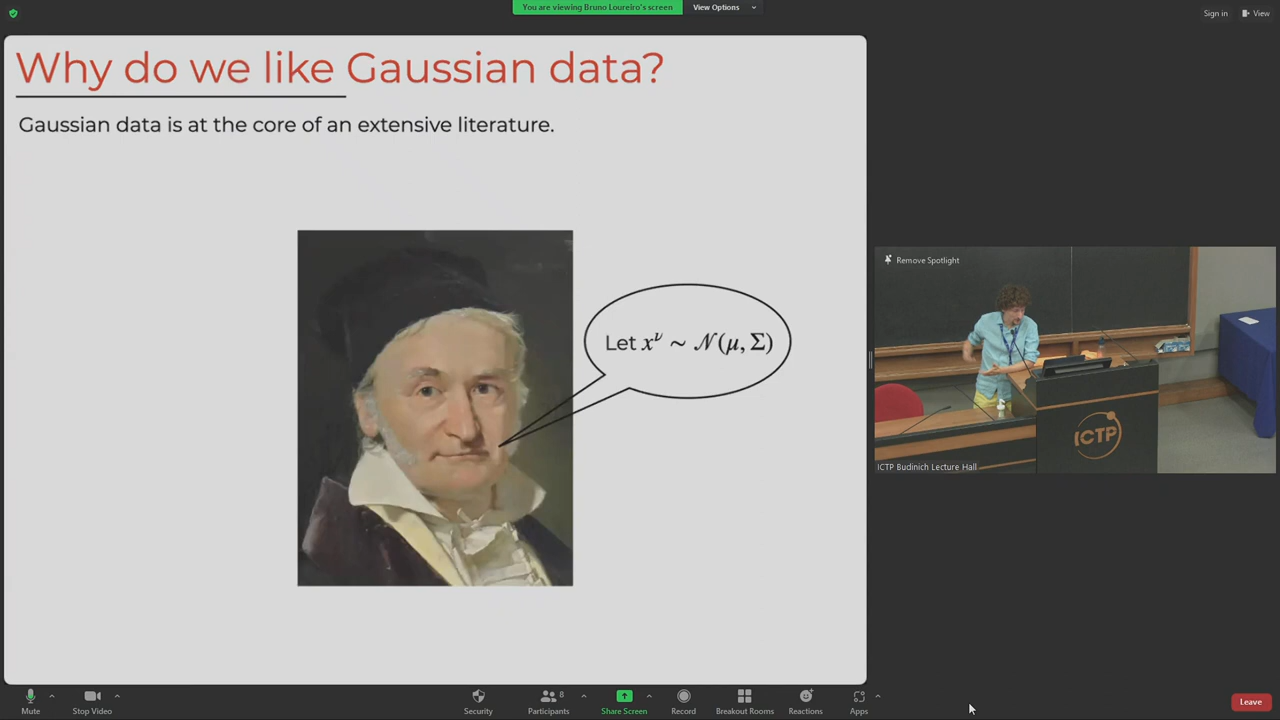 You are viewing Bruno Loureiro's screen
View Options
Sign in
View
Why do we like Gaussian data?
Gaussian data is at the core of an extensive literature.
Let x^ν ~ 𝒩(μ, Σ)
Remove Spotlight
ICTP
ICTP Budinich Lecture Hall
Mute
Stop Video
Security
Participants
8
Share Screen
Record
Breakout Rooms
Reactions
Apps
Leave